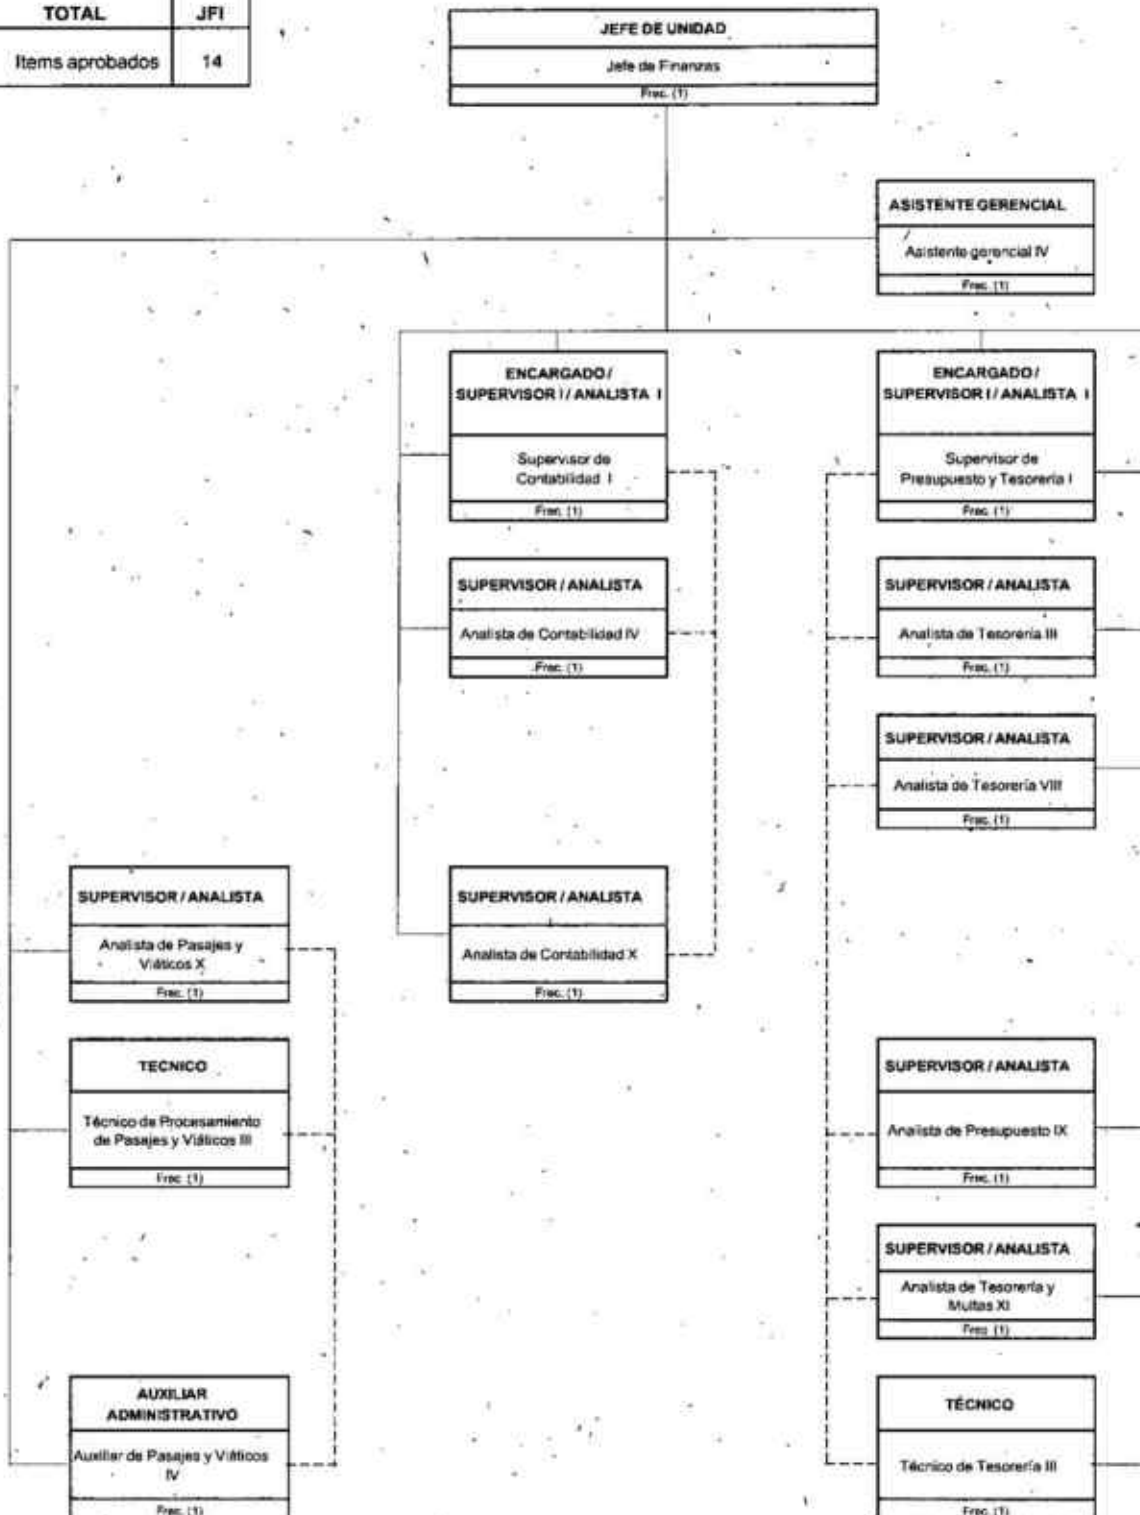 TOTAL JFI
Items aprobados 14
JEFE DE UNIDAD
Jefe de Finanzas
Frec. (1)
ASISTENTE GERENCIAL
Asistente gerencial IV
Frec. (1)
ENCARGADO /
SUPERVISOR I / ANALISTA I
Supervisor de
Contabilidad I
Frec. (1)
ENCARGADO /
SUPERVISOR I / ANALISTA I
Supervisor de
Presupuesto y Tesorería I
Frec. (1)
SUPERVISOR / ANALISTA
Analista de Contabilidad IV
Frec. (1)
SUPERVISOR / ANALISTA
Analista de Tesorería III
Frec. (1)
SUPERVISOR / ANALISTA
Analista de Tesorería VIII
Frec. (1)
SUPERVISOR / ANALISTA
Analista de Pasajes y
Viáticos X
Frec. (1)
SUPERVISOR / ANALISTA
Analista de Contabilidad X
Frec. (1)
TECNICO
Técnico de Procesamiento
de Pasajes y Viáticos III
Frec. (1)
SUPERVISOR / ANALISTA
Analista de Presupuesto IX
Frec. (1)
SUPERVISOR / ANALISTA
Analista de Tesorería y
Multas XI
Frec. (1)
AUXILIAR
ADMINISTRATIVO
Auxiliar de Pasajes y Viáticos
IV
Frec. (1)
TÉCNICO
Técnico de Tesorería III
Frec. (1)